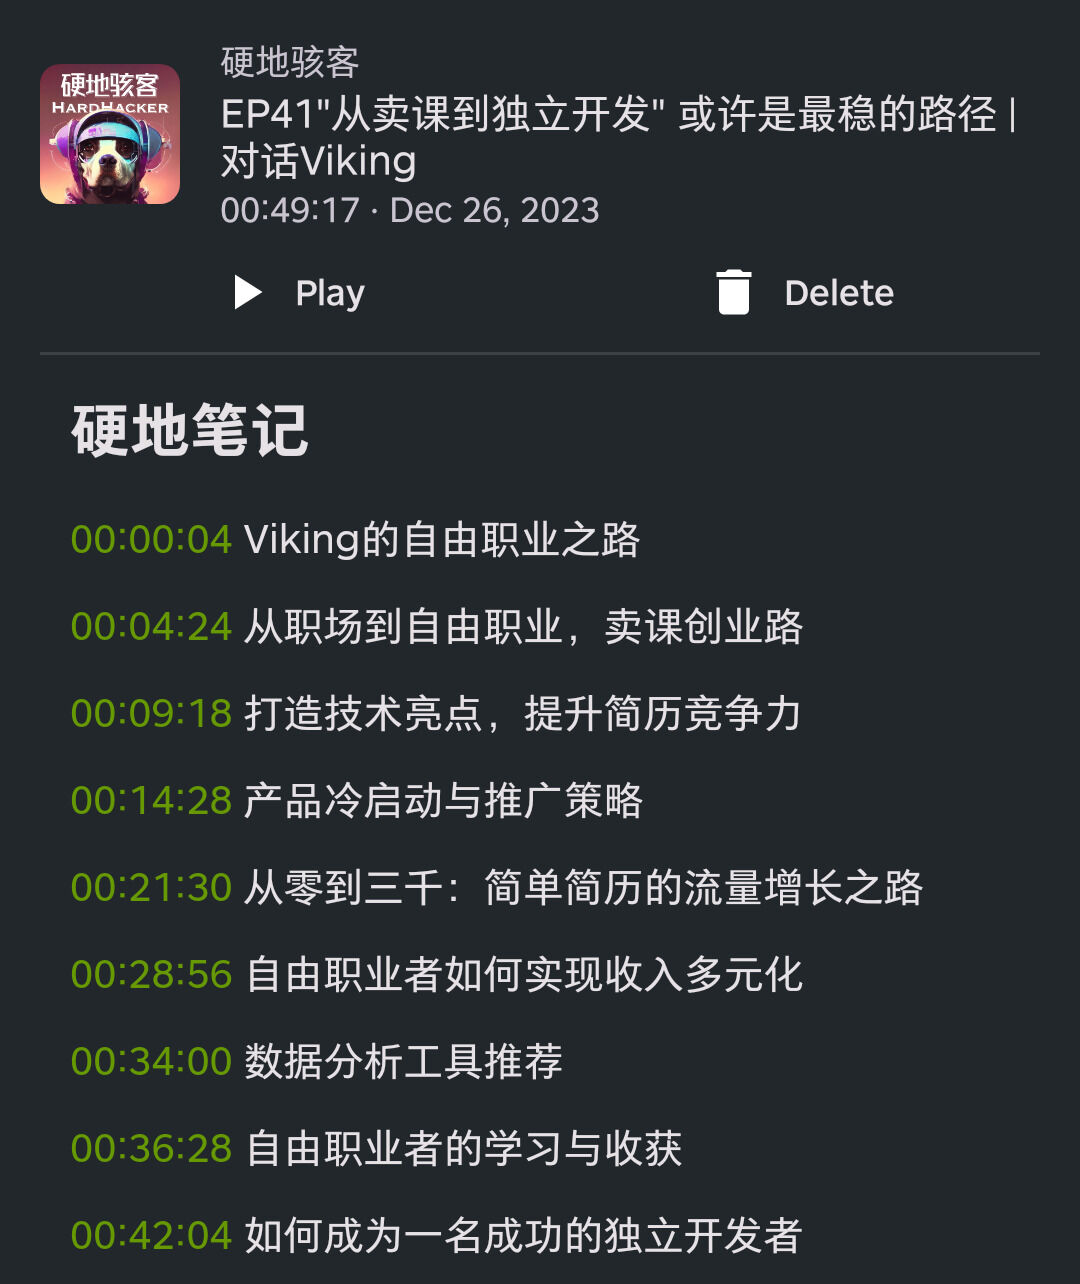 硬地骇客
HARDHACKER
硬地骇客
EP41"从卖课到独立开发" 或许是最稳的路径 |
对话Viking
00:49:17 · Dec 26, 2023
Play
Delete
硬地笔记
00:00:04 Viking的自由职业之路
00:04:24 从职场到自由职业，卖课创业路
00:09:18 打造技术亮点，提升简历竞争力
00:14:28 产品冷启动与推广策略
00:21:30 从零到三千：简单简历的流量增长之路
00:28:56 自由职业者如何实现收入多元化
00:34:00 数据分析工具推荐
00:36:28 自由职业者的学习与收获
00:42:04 如何成为一名成功的独立开发者